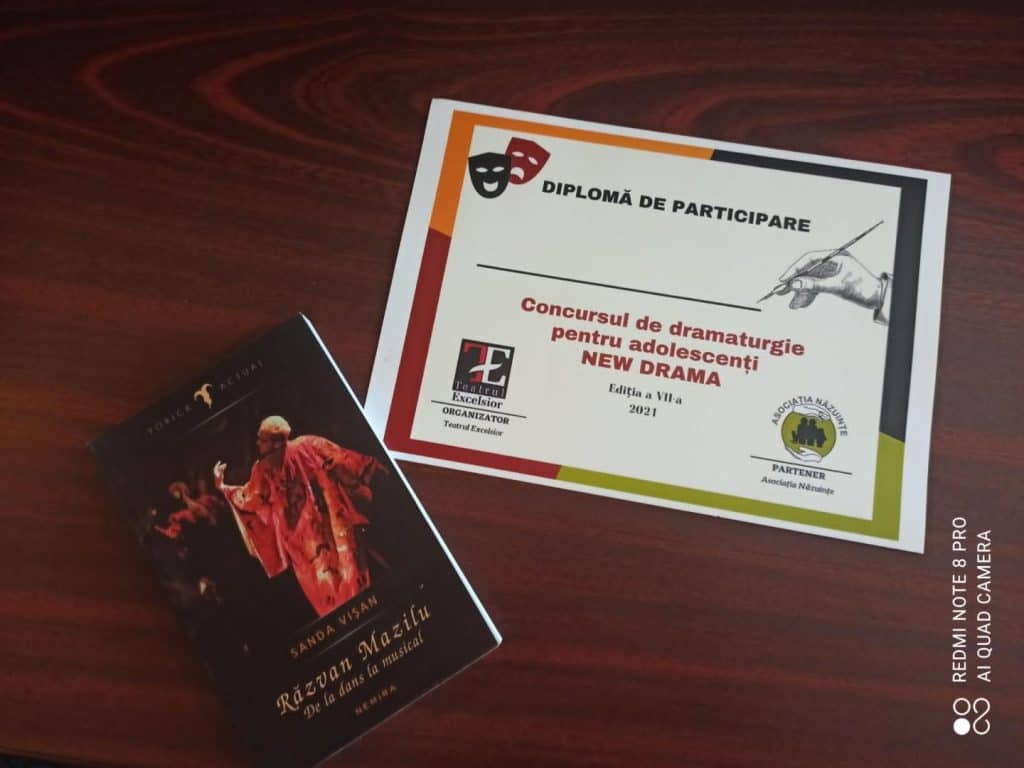 DIPLOMĂ DE PARTICIPARE
Concursul de dramaturgie
pentru adolescenți
NEW DRAMA
Ediția a VII-a
2021
TE
Teatrul
Excelsior
ORGANIZATOR
Teatrul Excelsior
ASOCIAȚIA NĂZUINȚE
PARTENER
Asociația Năzuințe
YORICK ACTUAL
SANDA VIȘAN
Răzvan Mazilu
De la dans la musical
NEMIRA
REDMI NOTE 8 PRO
AI QUAD CAMERA